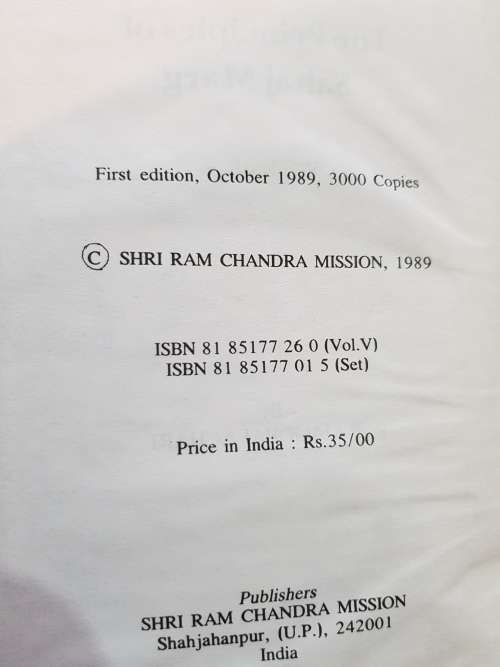 First edition, October 1989, 3000 Copies
© SHRI RAM CHANDRA MISSION, 1989
ISBN 81 85177 26 0 (Vol.V)
ISBN 81 85177 01 5 (Set)
Price in India : Rs.35/00
Publishers
SHRI RAM CHANDRA MISSION
Shahjahanpur, (U.P.), 242001
India